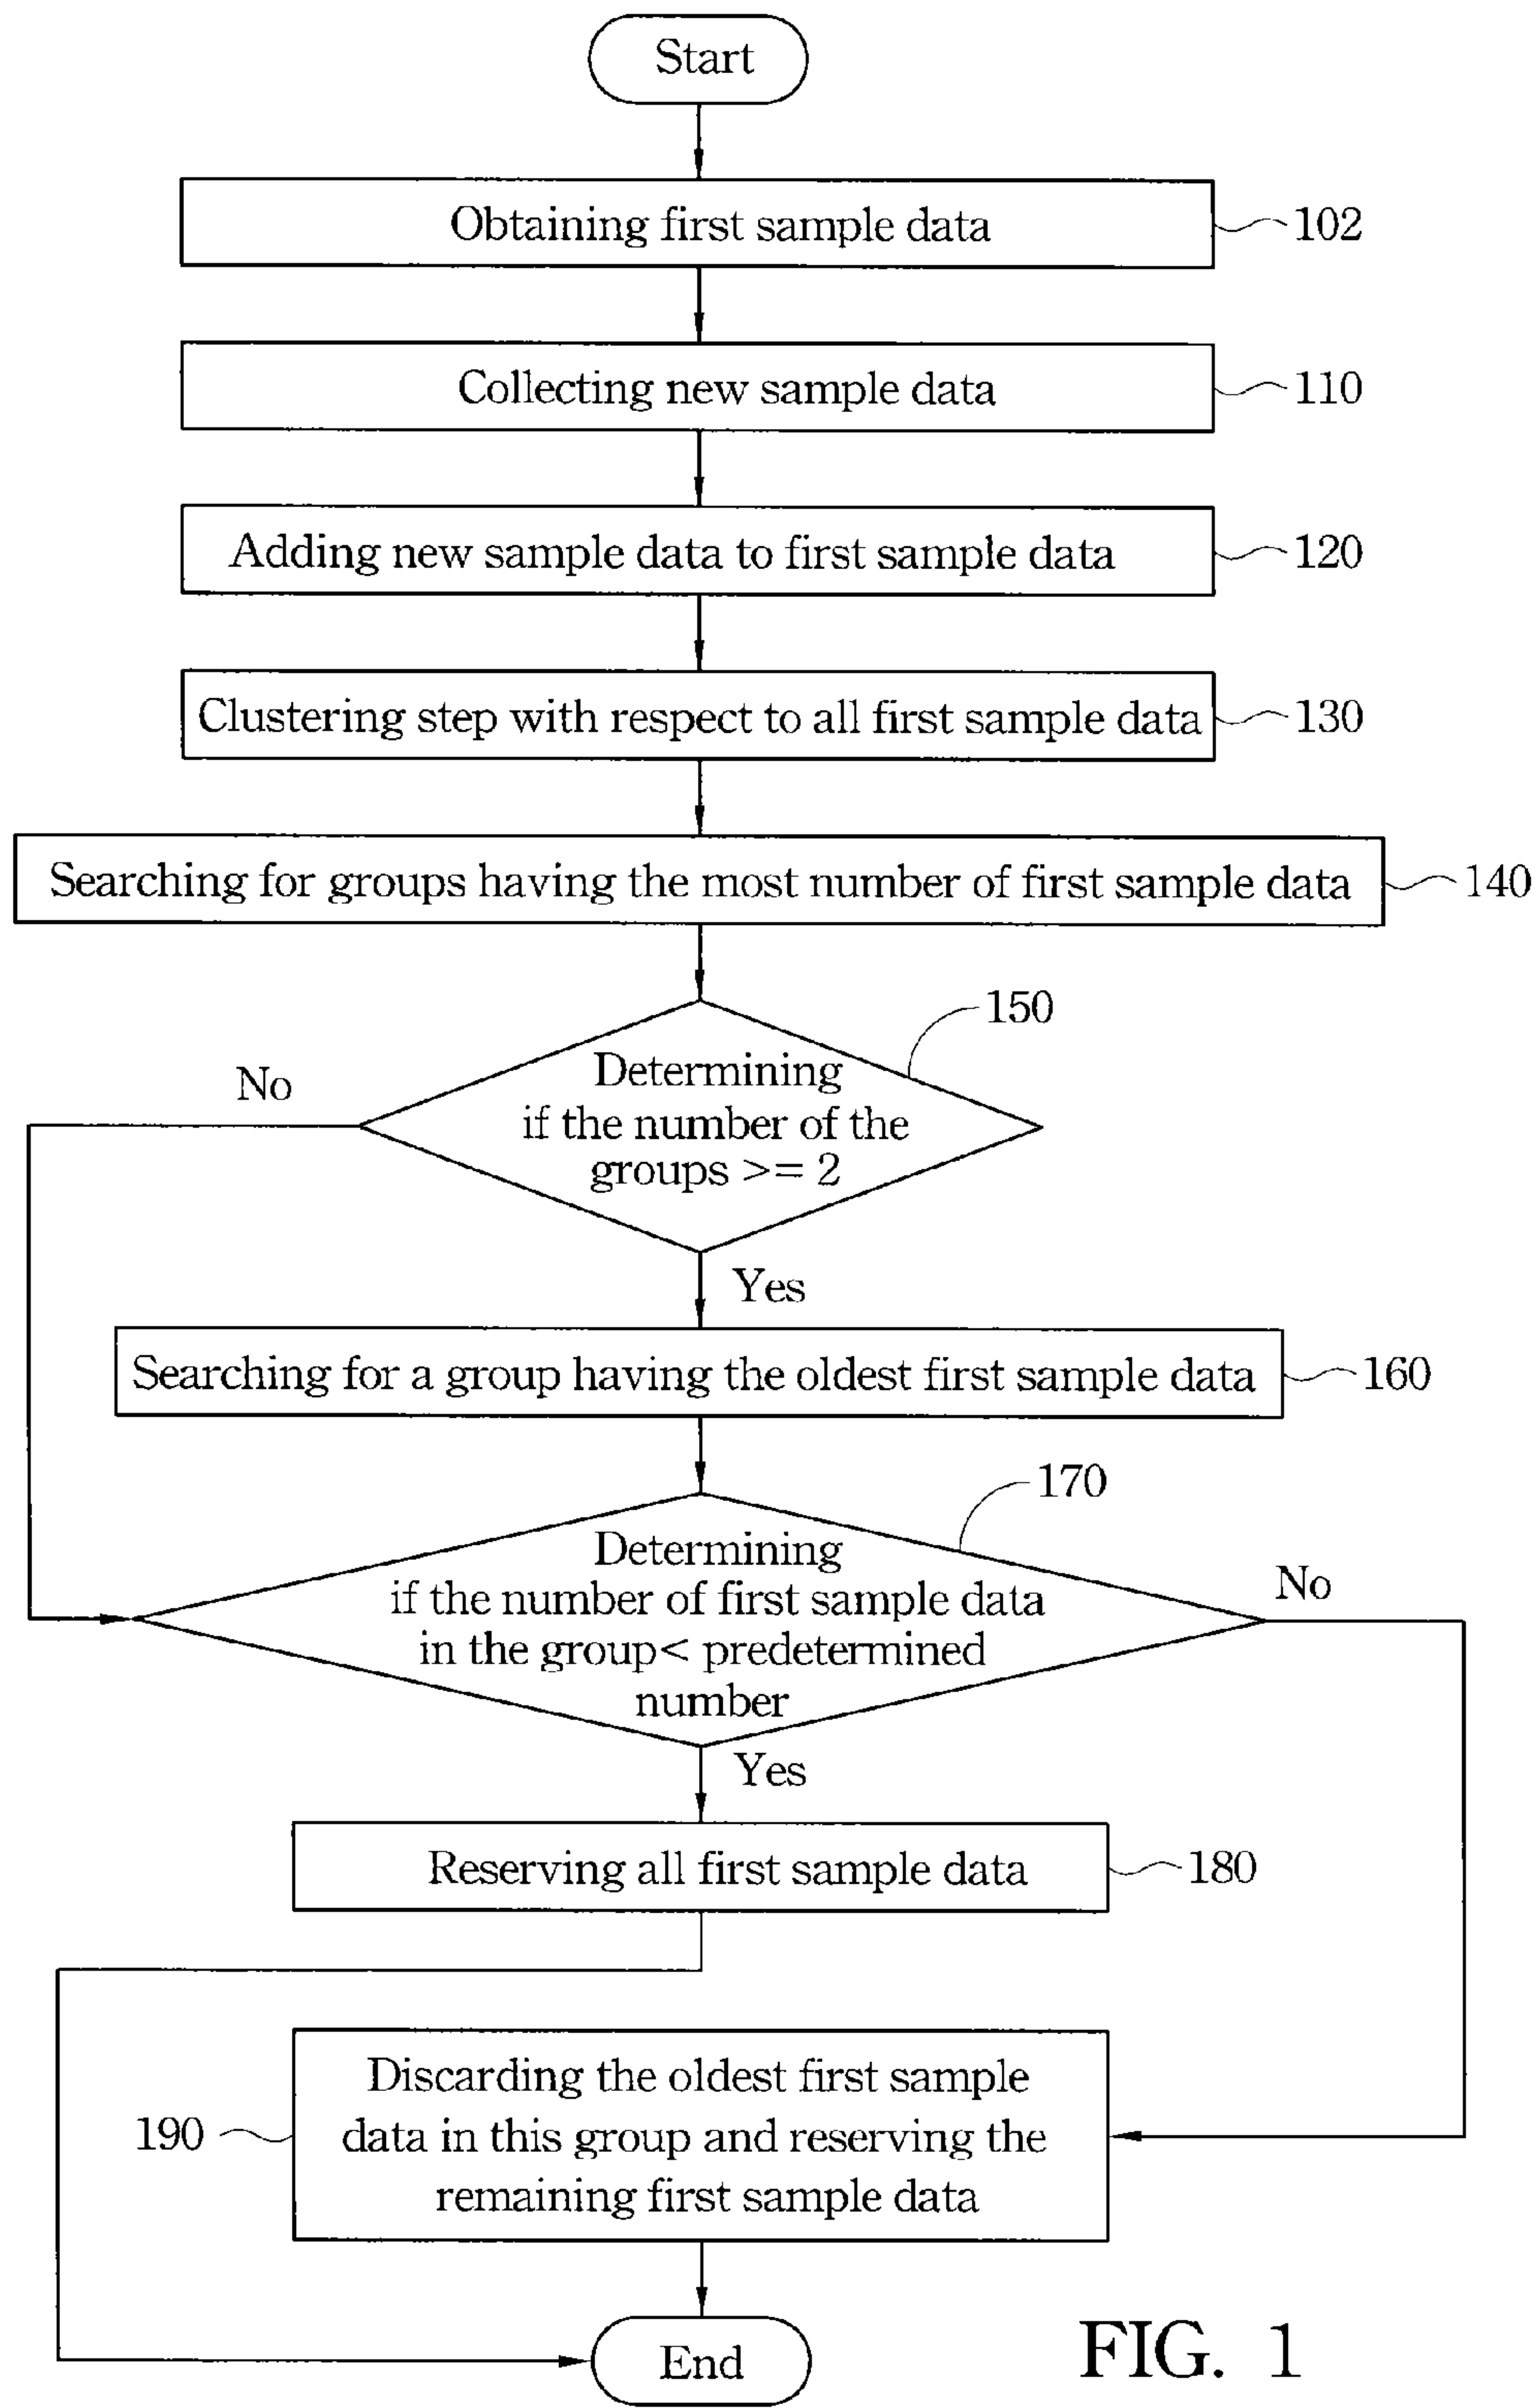 Start
Obtaining first sample data
102
Collecting new sample data
110
Adding new sample data to first sample data
120
Clustering step with respect to all first sample data
130
Searching for groups having the most number of first sample data
140
150
No
Determining
if the number of the
groups >= 2
Yes
Searching for a group having the oldest first sample data
160
170
Determining
if the number of first sample data
in the group< predetermined
number
No
Yes
Reserving all first sample data
180
Discarding the oldest first sample
data in this group and reserving the
remaining first sample data
190
End
FIG. 1